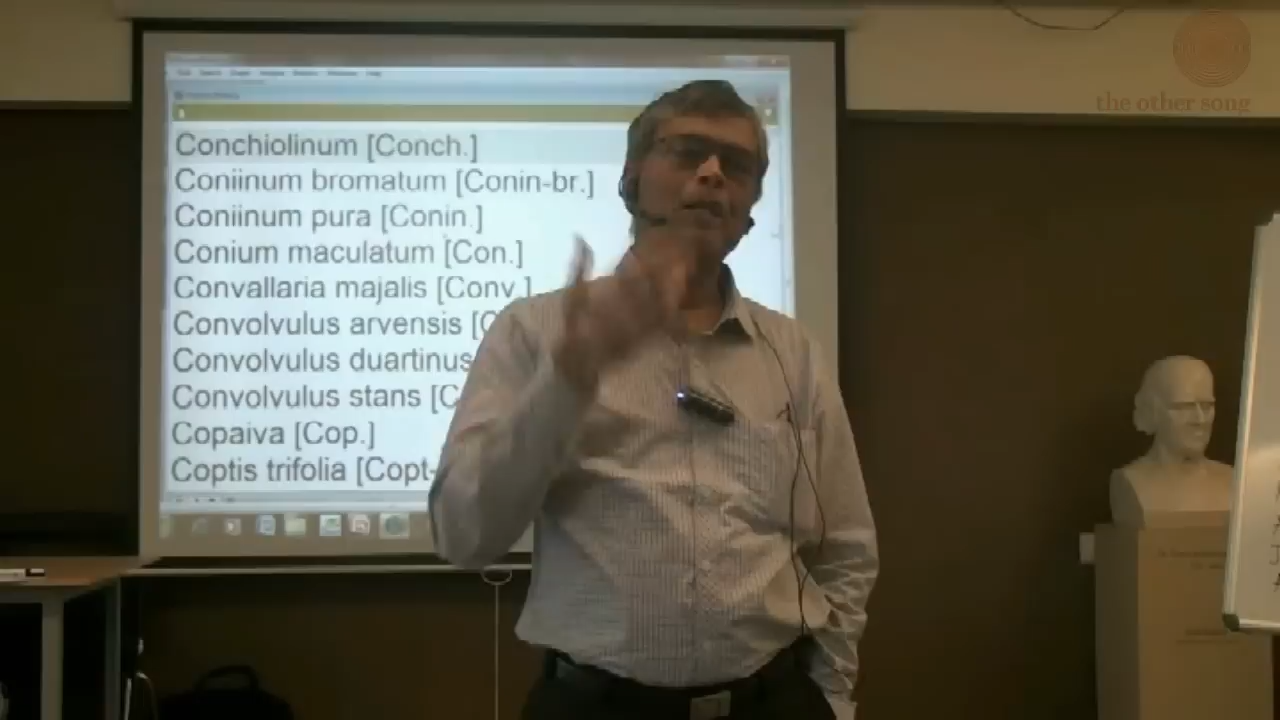 the other song
Conchiolinum [Conch.]
Coniinum bromatum [Conin-br.]
Coniinum pura [Conin.]
Conium maculatum [Con.]
Convallaria majalis [Conv.]
Convolvulus arvensis [C
Convolvulus duartinus
Convolvulus stans [C
Copaiva [Cop.]
Coptis trifolia [Copt-